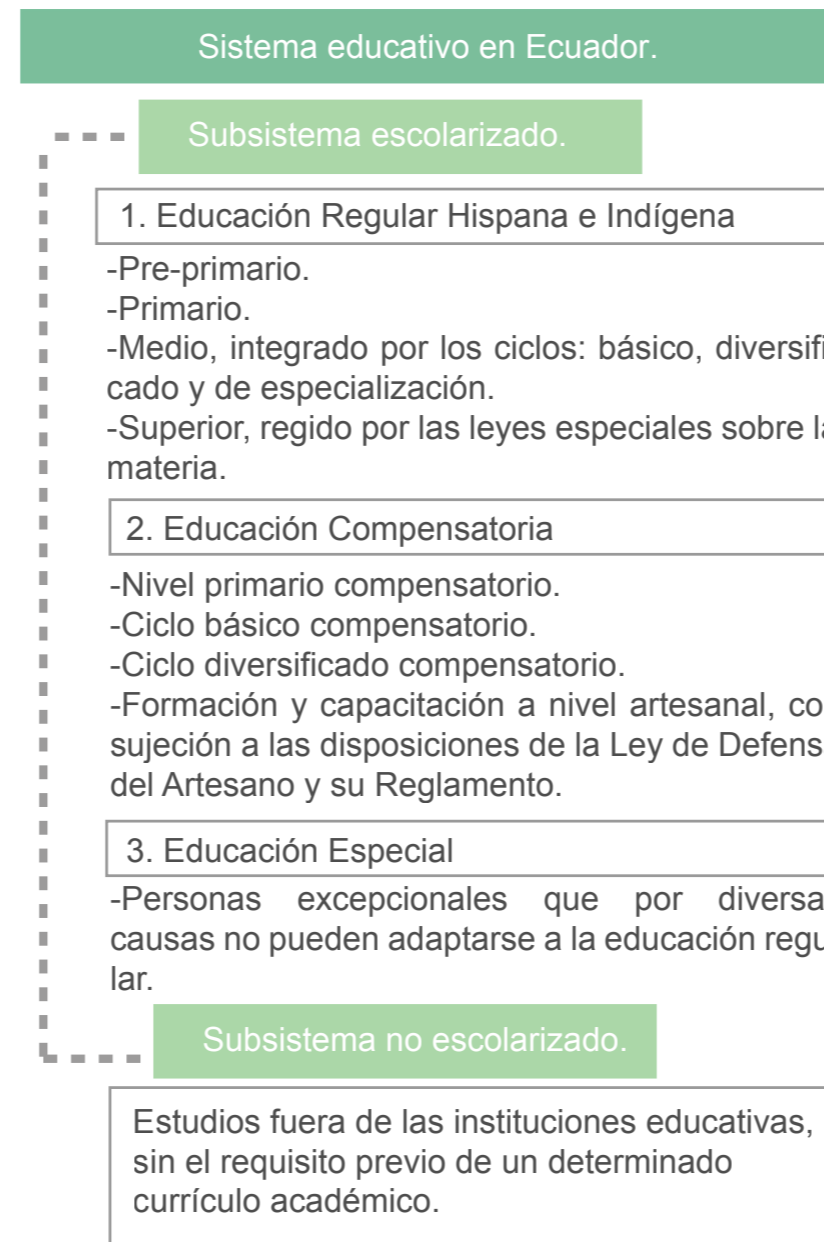 Sistema educativo en Ecuador.
Subsistema escolarizado.
1. Educación Regular Hispana e Indígena
-Pre-primario.
-Primario.
-Medio, integrado por los ciclos: básico, diversifi
cado y de especialización.
-Superior, regido por las leyes especiales sobre la
materia.
2. Educación Compensatoria
-Nivel primario compensatorio.
-Ciclo básico compensatorio.
-Ciclo diversificado compensatorio.
-Formación y capacitación a nivel artesanal, co
sujeción a las disposiciones de la Ley de Defens
del Artesano y su Reglamento.
3. Educación Especial
-Personas excepcionales que por diversa
causas no pueden adaptarse a la educación regu
lar.
Subsistema no escolarizado.
Estudios fuera de las instituciones educativas,
sin el requisito previo de un determinado
currículo académico.